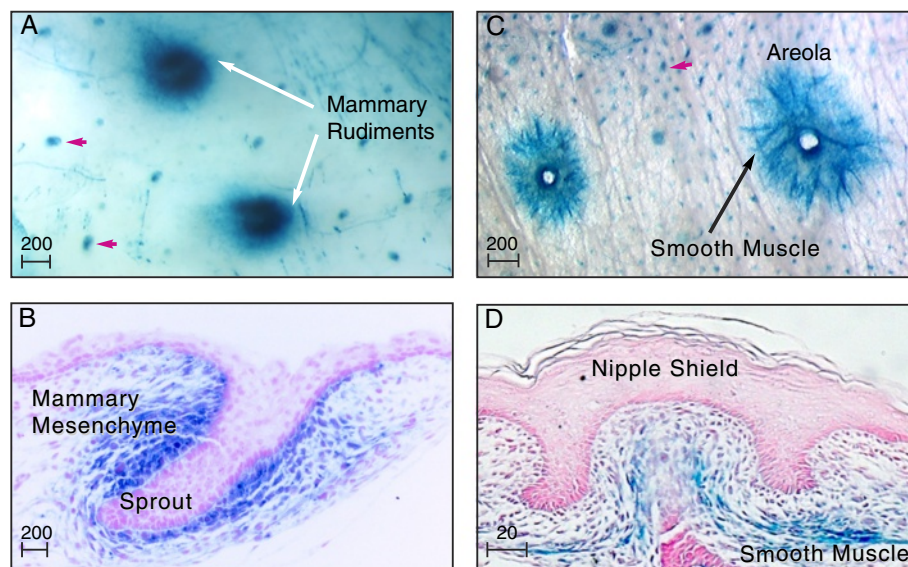 A
Mammary
Rudiments
200
C
Areola
Smooth Muscle
200
B
Mammary
Mesenchyme
Sprout
200
D
Nipple Shield
20
Smooth Muscle